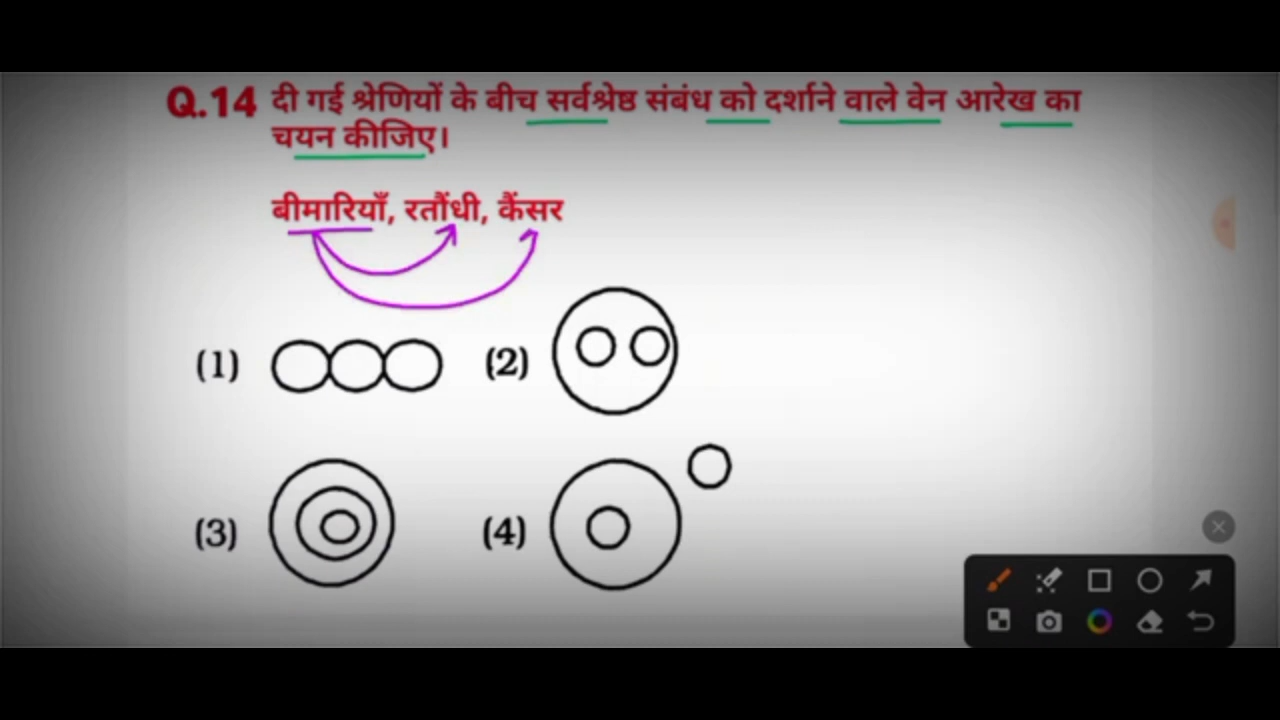 Q.14 दी गई श्रेणियों के बीच सर्वश्रेष्ठ संबंध को दर्शाने वाले वेन आरेख का
चयन कीजिए।
बीमारियाँ, रतौंधी, कैंसर
(1) (2)
(3) (4)